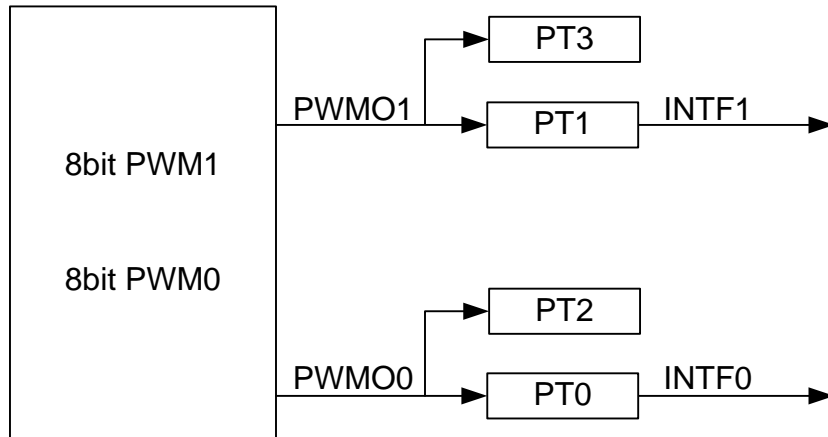 PT3
PWMO1 PT1 INTF1
8bit PWM1
8bit PWM0
PT2
PWMO0 PT0 INTF0